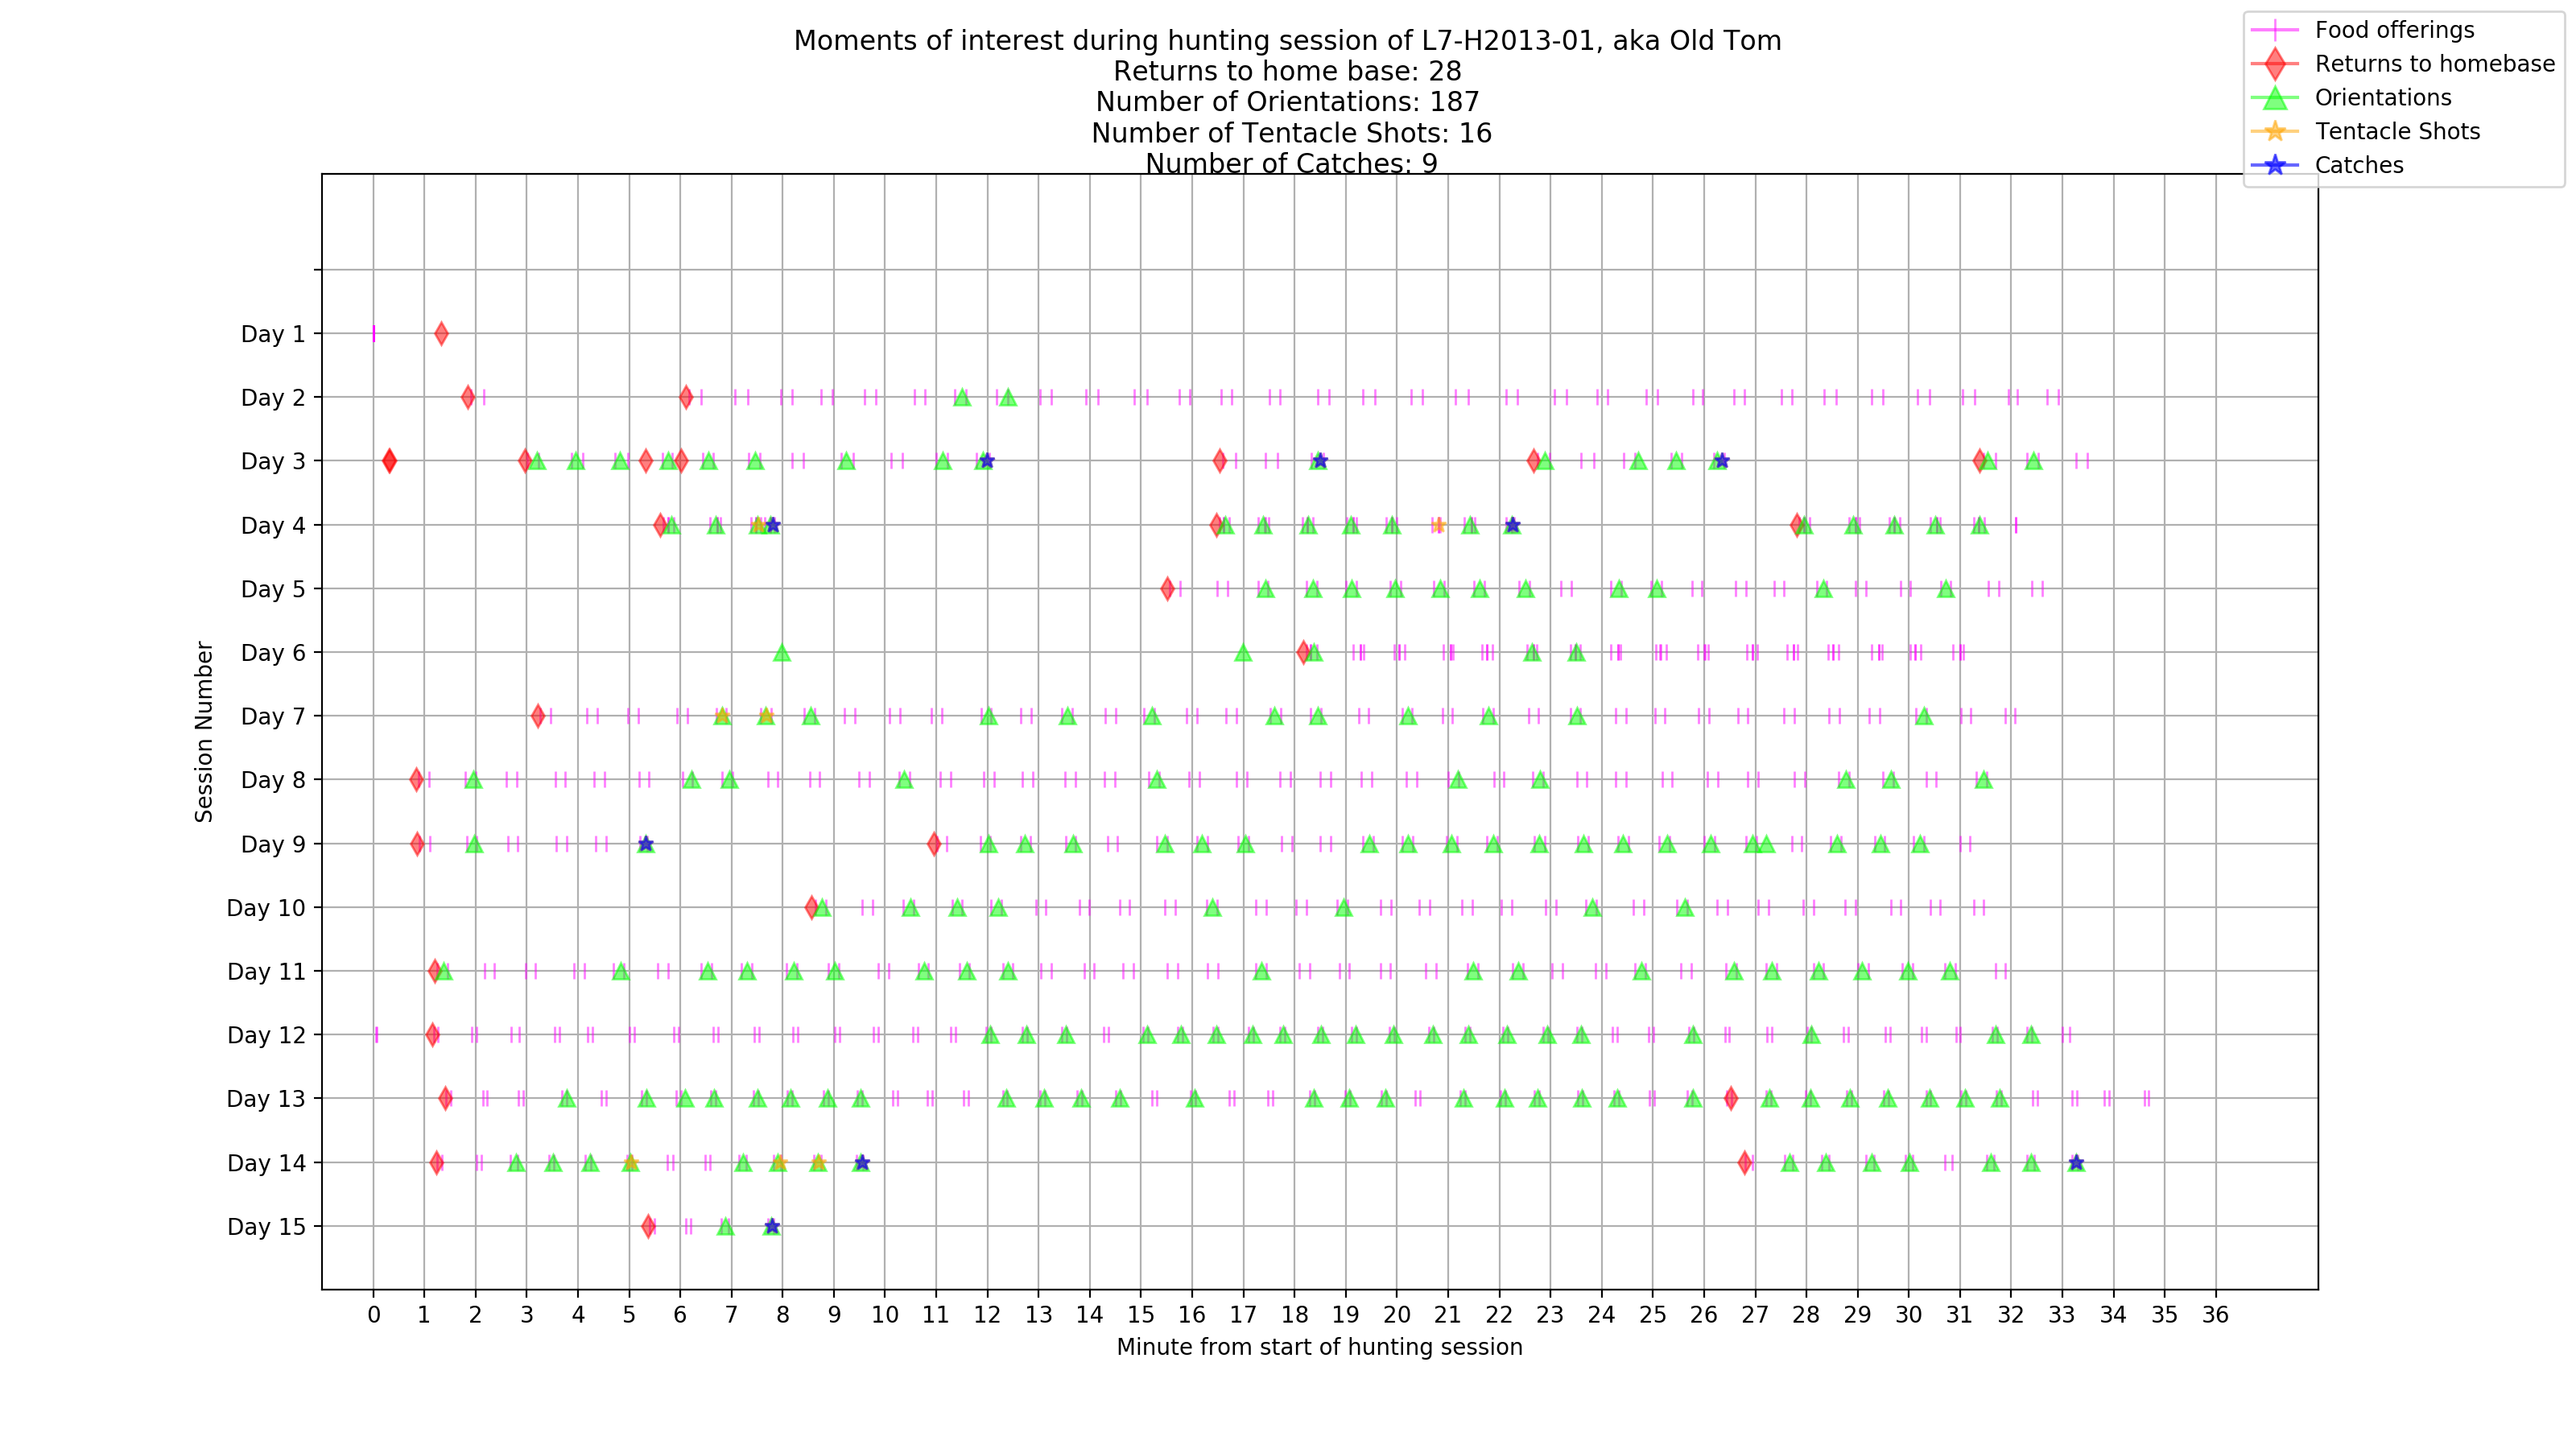 Moments of interest during hunting session of L7-H2013-01, aka Old Tom
Returns to home base: 28
Number of Orientations: 187
Number of Tentacle Shots: 16
Number of Catches: 9
Food offerings
Returns to homebase
Orientations
Tentacle Shots
Catches
Session Number
Day 1
Day 2
Day 3
Day 4
Day 5
Day 6
Day 7
Day 8
Day 9
Day 10
Day 11
Day 12
Day 13
Day 14
Day 15
0 1 2 3 4 5 6 7 8 9 10 11 12 13 14 15 16 17 18 19 20 21 22 23 24 25 26 27 28 29 30 31 32 33 34 35 36
Minute from start of hunting session